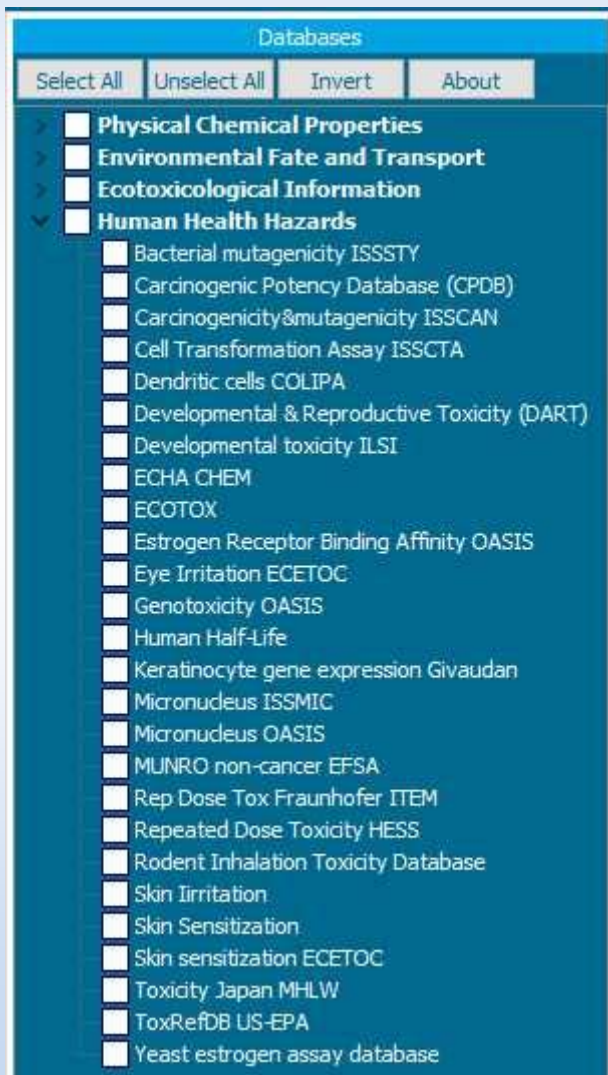 Databases
Select All Unselect All Invert About
Physical Chemical Properties
Environmental Fate and Transport
Ecotoxicological Information
Human Health Hazards
Bacterial mutagenicity ISSSTY
Carcinogenic Potency Database (CPDB)
Carcinogenicity&mutagenicity ISSCAN
Cell Transformation Assay ISSCTA
Dendritic cells COLIPA
Developmental & Reproductive Toxicity (DART)
Developmental toxicity ILSI
ECHA CHEM
ECOTOX
Estrogen Receptor Binding Affinity OASIS
Eye Irritation ECETOC
Genotoxicity OASIS
Human Half-Life
Keratinocyte gene expression Givaudan
Micronucleus ISSMIC
Micronucleus OASIS
MUNRO non-cancer EFSA
Rep Dose Tox Fraunhofer ITEM
Repeated Dose Toxicity HESS
Rodent Inhalation Toxicity Database
Skin Iirritation
Skin Sensitization
Skin sensitization ECETOC
Toxicity Japan MHLW
ToxRefDB US-EPA
Yeast estrogen assay database